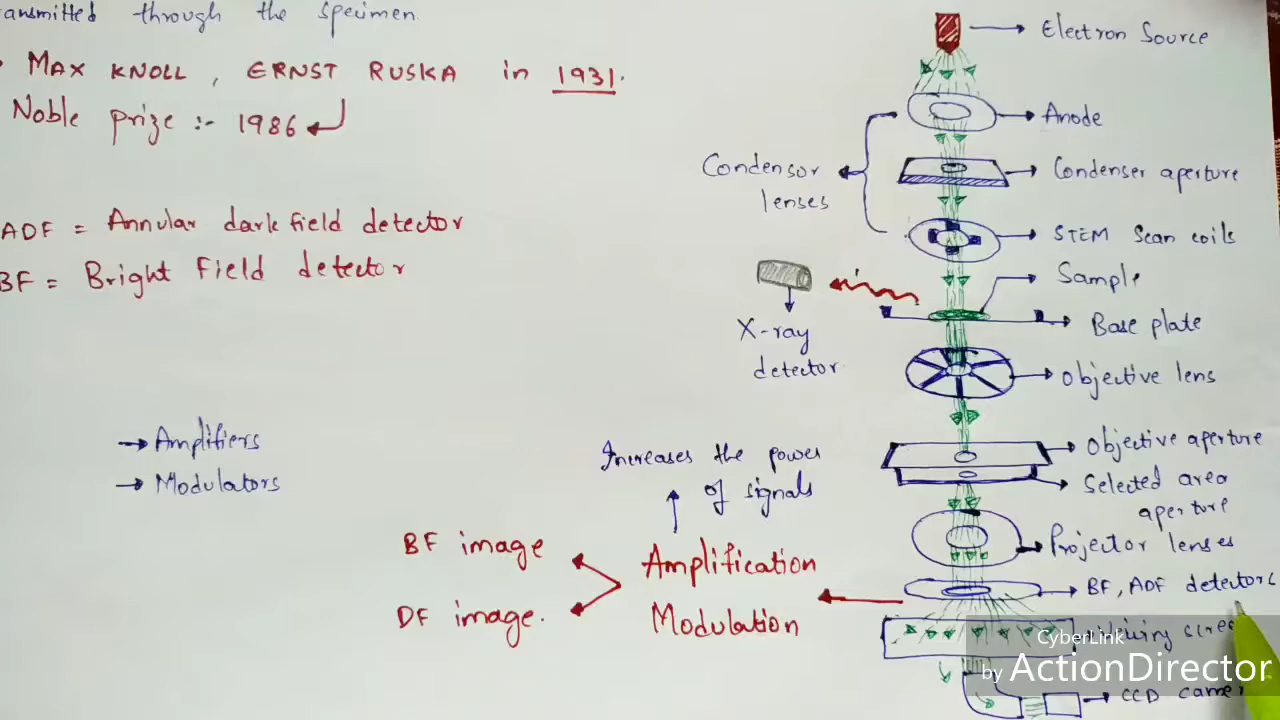 ansmitted through the specimen
MAX KNOLL, ERNST RUSKA in 1931.
Noble prize :- 1986
ADF = Annular dark field detector
BF = Bright Field detector
→ Amplifiers
→ Modulators
Increases the power
of signals
BF image
DF image.
Amplification
Modulation
Electron Source
Anode
Condensor
lenses
Condenser aperture
STEM Scan coils
Sample
X-ray
detector
Base plate
Objective lens
Objective aperture
Selected area
aperture
Projector lenses
BF, ADF detectors
CCD camer
CyberLink
by ActionDirector